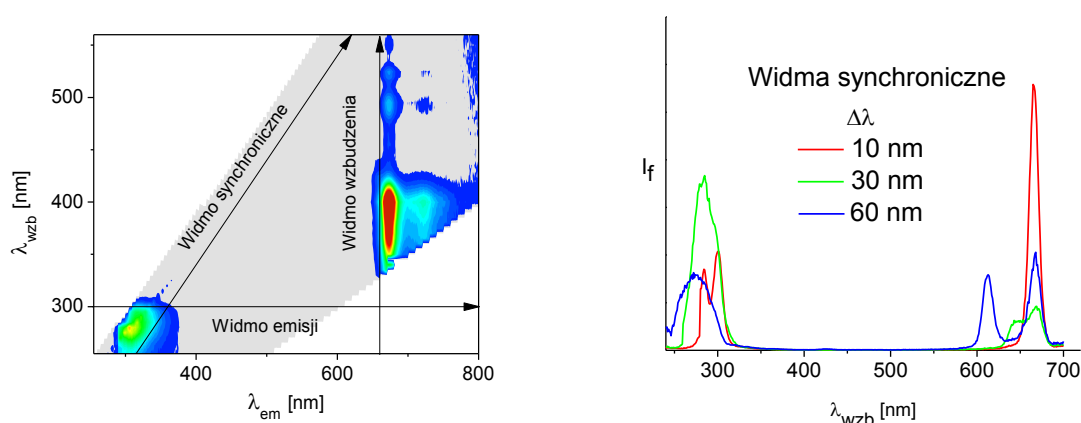 500
400
300
λwzb [nm]
400
600
800
λem [nm]
Widmo synchroniczne
Widmo wzbudzenia
Widmo emisji
Widma synchroniczne
Δλ
10 nm
30 nm
60 nm
If
300
400
500
600
700
λwzb [nm]